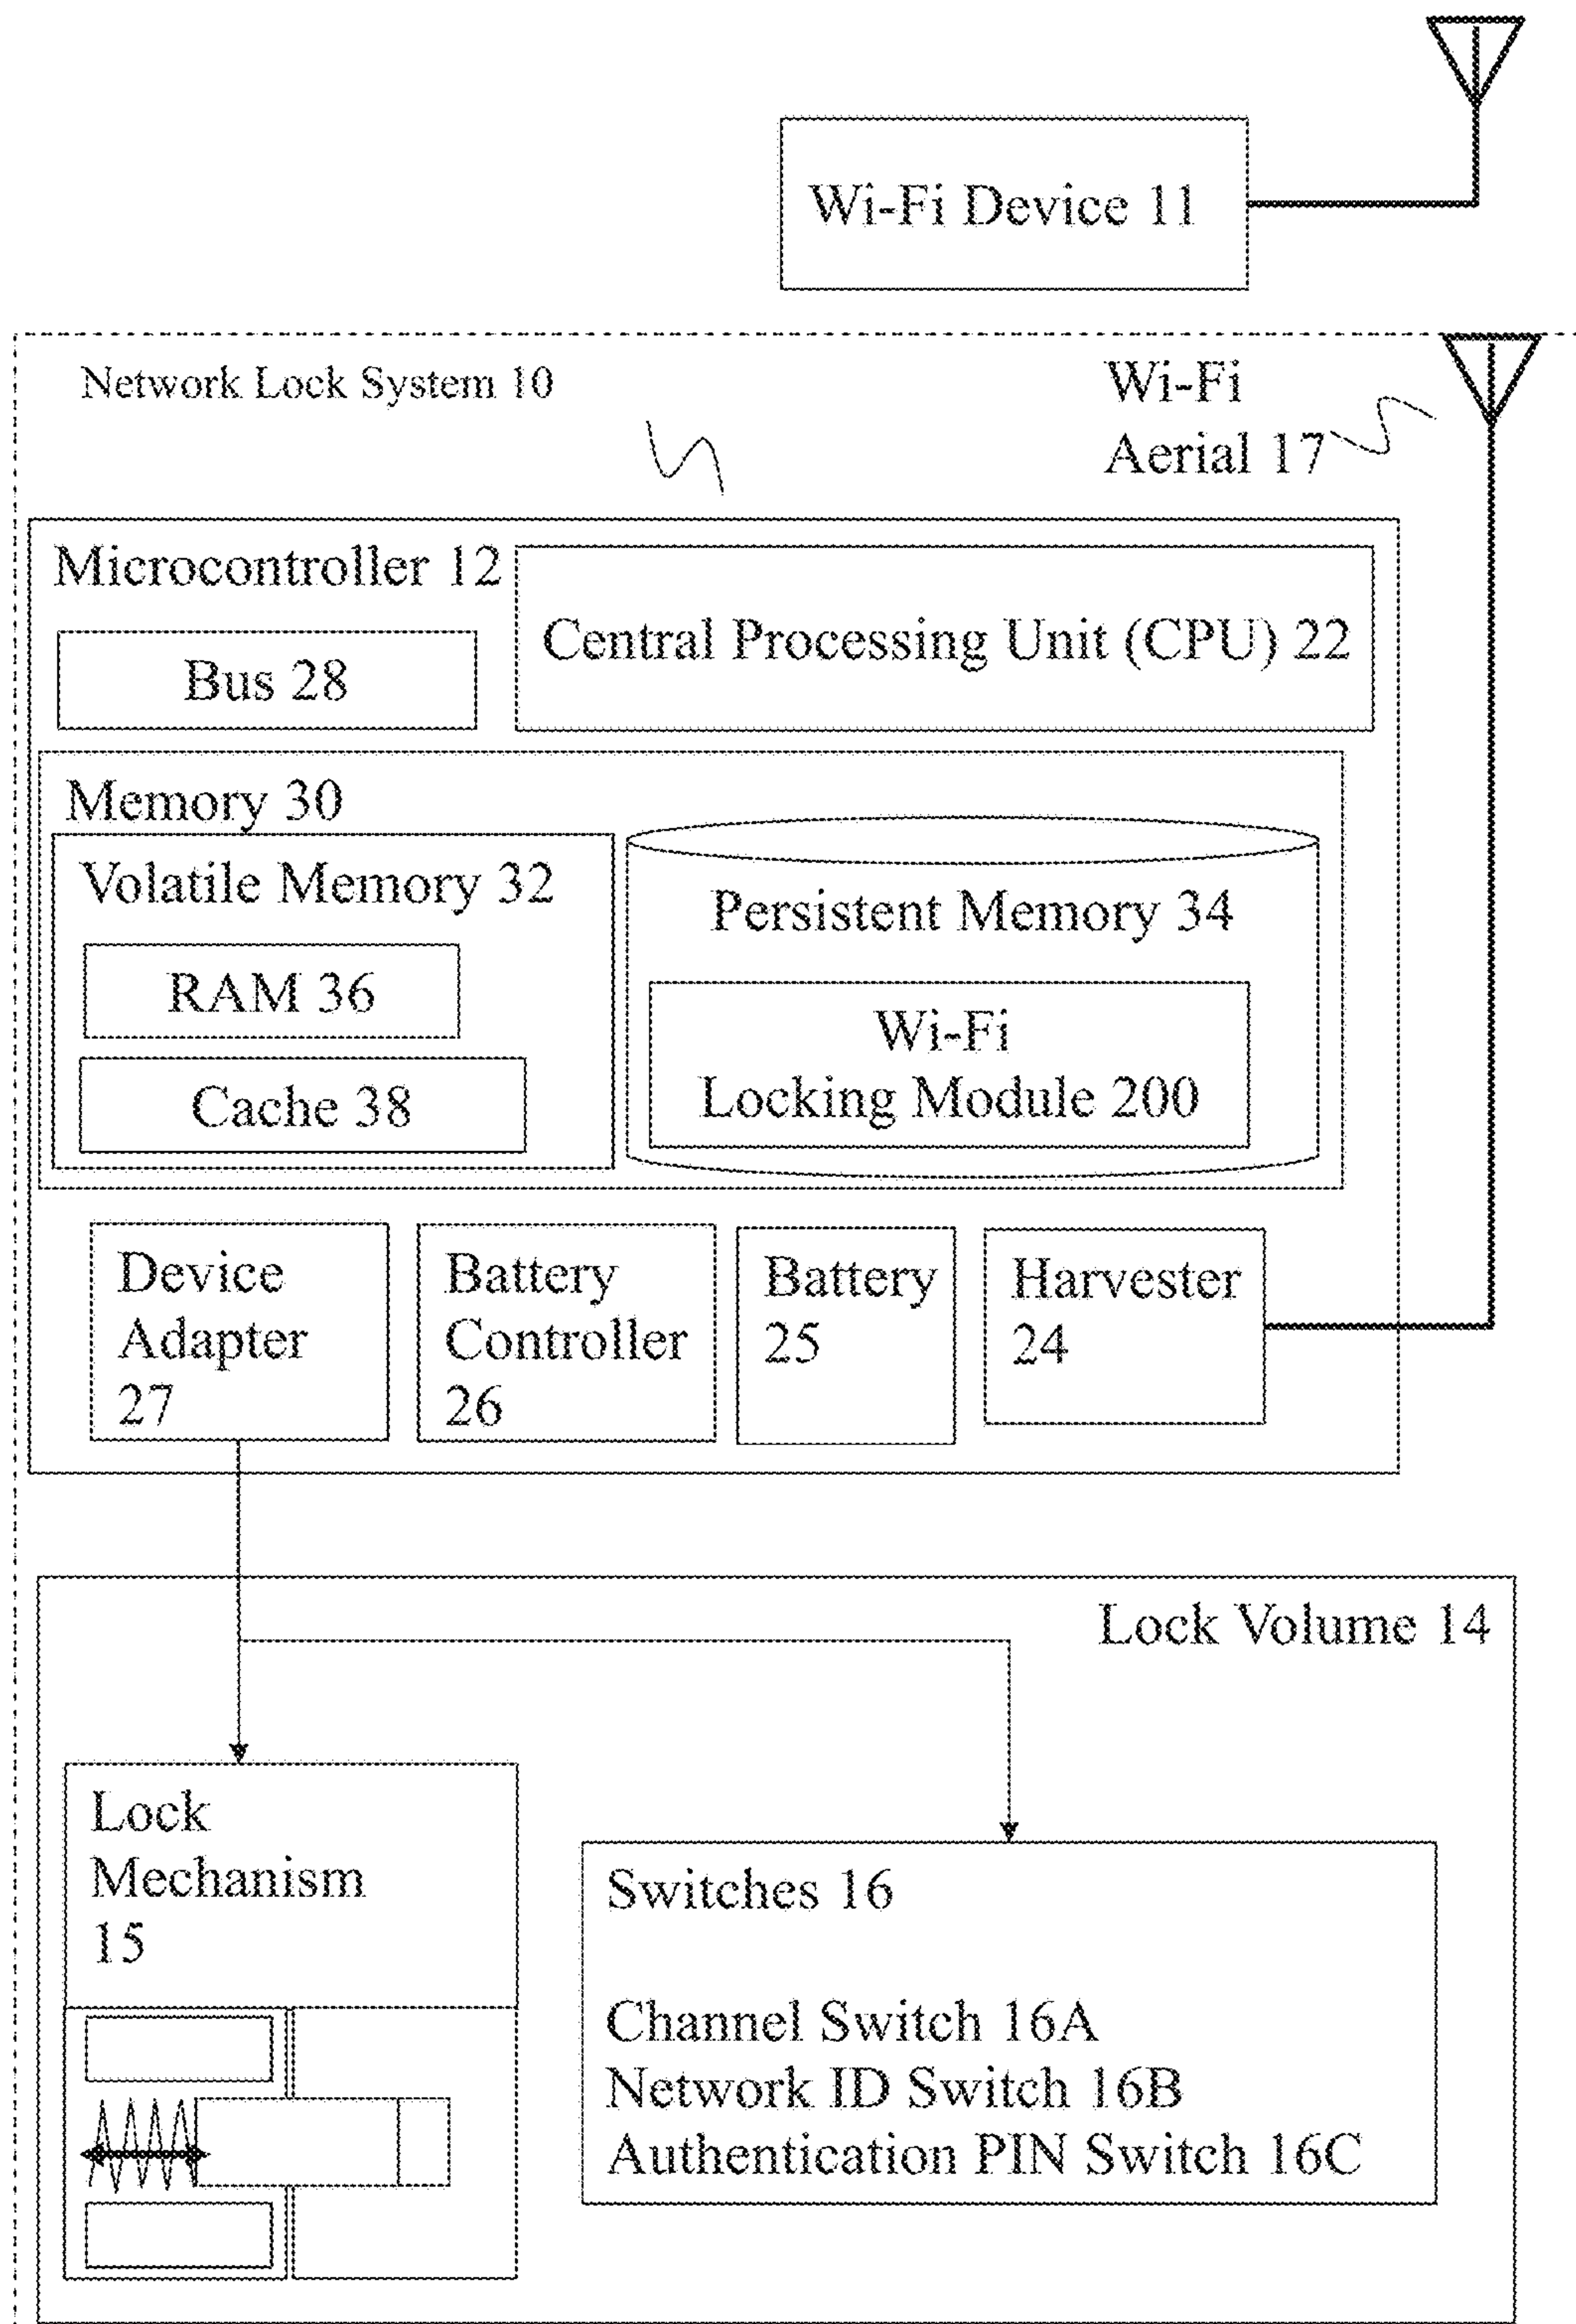 Wi-Fi Device 11
Network Lock System 10
Wi-Fi
Aerial 17
Microcontroller 12
Central Processing Unit (CPU) 22
Bus 28
Memory 30
Volatile Memory 32
RAM 36
Cache 38
Persistent Memory 34
Wi-Fi
Locking Module 200
Device
Adapter
27
Battery
Controller
26
Battery
25
Harvester
24
Lock Volume 14
Lock
Mechanism
15
Switches 16
Channel Switch 16A
Network ID Switch 16B
Authentication PIN Switch 16C